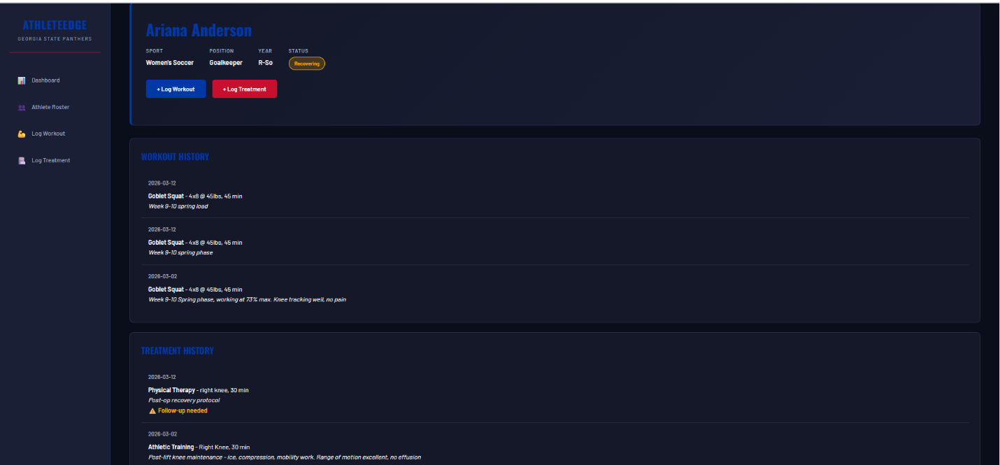 ATHLETEEDGE
GEORGIA STATE PANTHERS
Dashboard
Athlete Roster
Log Workout
Log Treatment
Ariana Anderson
SPORT POSITION YEAR STATUS
Women's Soccer Goalkeeper R-So Recovering
+ Log Workout + Log Treatment
WORKOUT HISTORY
2026-03-12
Goblet Squat - 4x8 @ 45lbs, 45 min
Week 9-10 spring load
2026-03-12
Goblet Squat - 4x8 @ 45lbs, 45 min
Week 9-10 spring phase
2026-03-02
Goblet Squat - 4x8 @ 45lbs, 45 min
Week 9-10 Spring phase, working at 73% max. Knee tracking well, no pain
TREATMENT HISTORY
2026-03-12
Physical Therapy - right knee, 30 min
Post-op recovery protocol
⚠ Follow-up needed
2026-03-02
Athletic Training - Right Knee, 30 min
Post-lift knee maintenance - ice, compression, mobility work. Range of motion excellent, no effusion